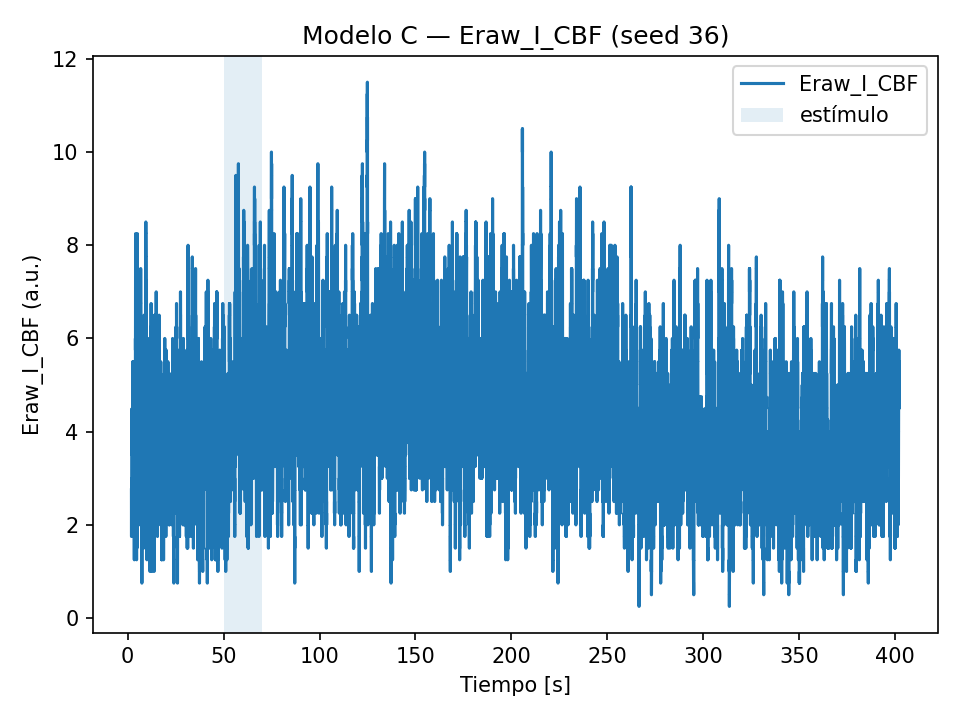 Modelo C — Eraw_I_CBF (seed 36)
Eraw_I_CBF
estímulo
Eraw_I_CBF (a.u.)
12
10
8
6
4
2
0
0 50 100 150 200 250 300 350 400
Tiempo [s]